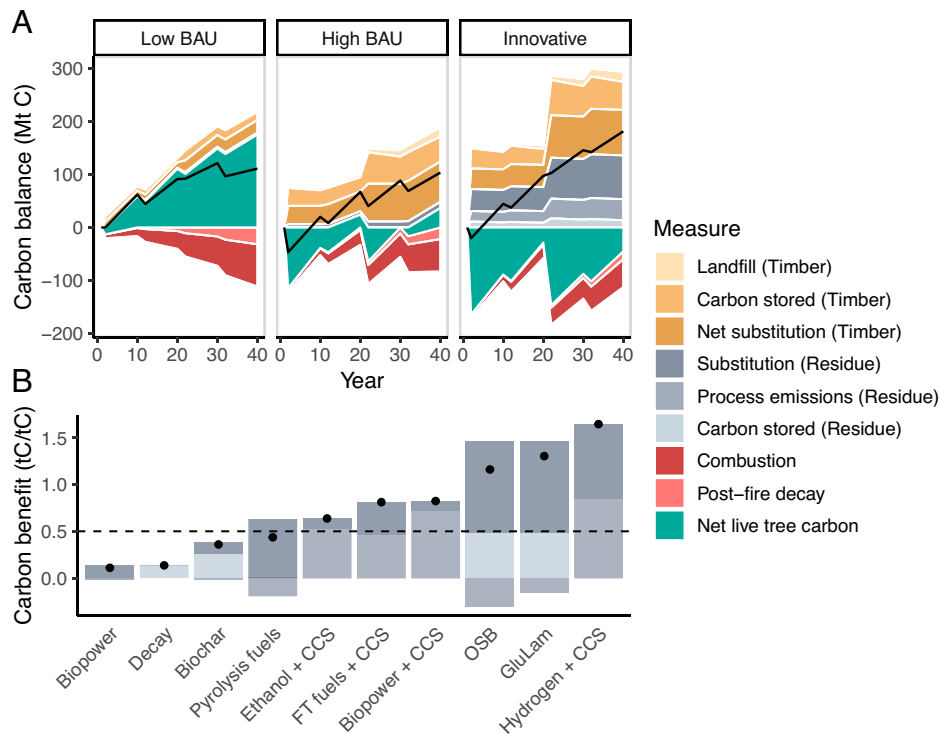 A
Low BAU
High BAU
Innovative
Carbon balance (Mt C)
300
200
100
0
−100
−200
0 10 20 30 40
0 10 20 30 40
0 10 20 30 40
Year
B
Carbon benefit (tC/tC)
1.5
1.0
0.5
0.0
Biopower
Decay
Biochar
Pyrolysis fuels
Ethanol + CCS
FT fuels + CCS
Biopower + CCS
OSB
GluLam
Hydrogen + CCS
Measure
Landfill (Timber)
Carbon stored (Timber)
Net substitution (Timber)
Substitution (Residue)
Process emissions (Residue)
Carbon stored (Residue)
Combustion
Post−fire decay
Net live tree carbon